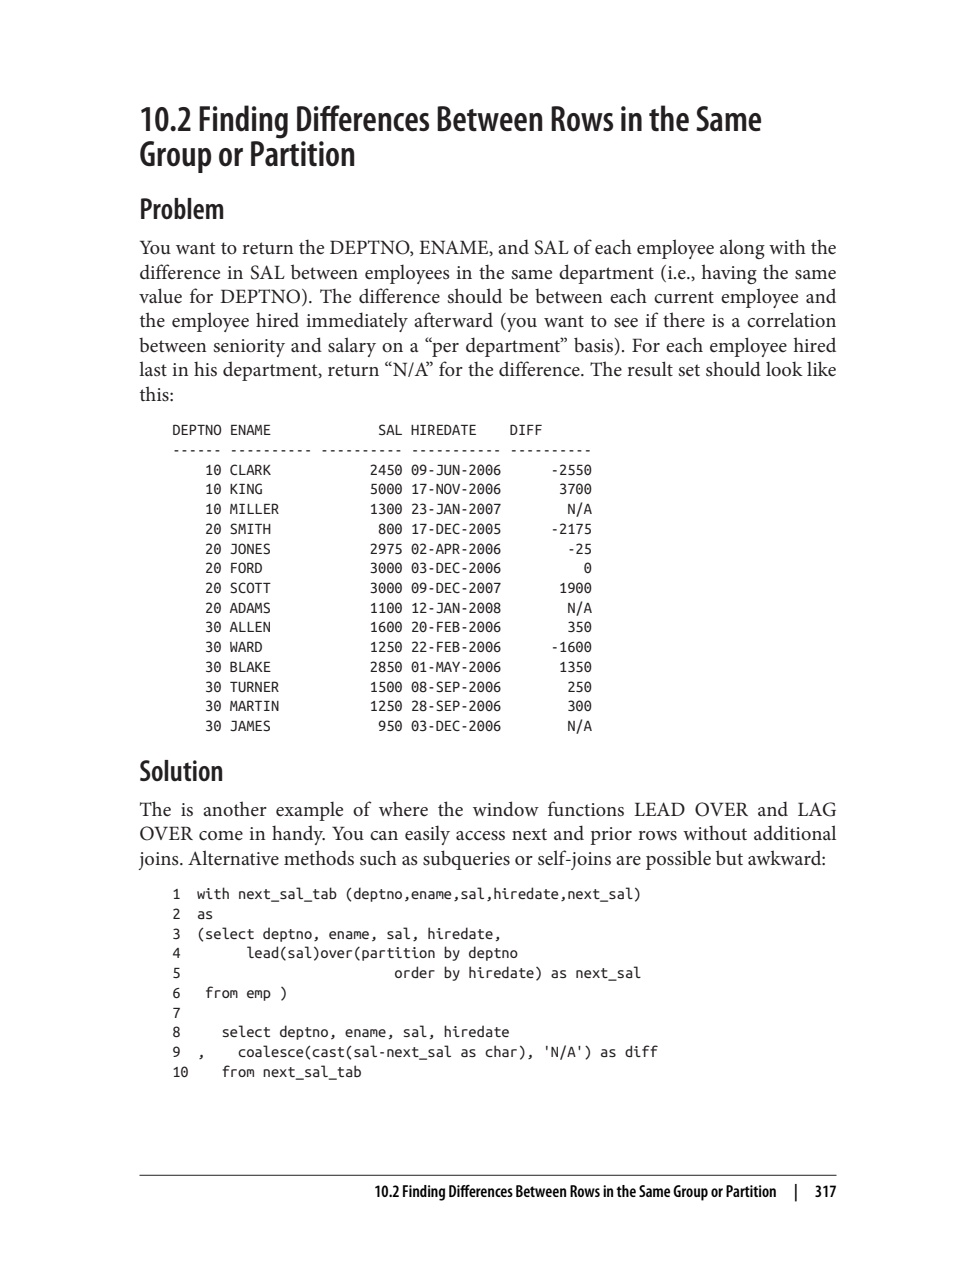 10.2 Finding Differences Between Rows in the Same
Group or Partition
Problem
You want to return the DEPTNO, ENAME, and SAL of each employee along with the
difference in SAL between employees in the same department (i.e., having the same
value for DEPTNO). The difference should be between each current employee and
the employee hired immediately afterward (you want to see if there is a correlation
between seniority and salary on a “per department” basis). For each employee hired
last in his department, return “N/A” for the difference. The result set should look like
this:
DEPTNO ENAME             SAL HIREDATE    DIFF
------ ---------- ---------- ----------- ----------
    10 CLARK            2450 09-JUN-2006      -2550
    10 KING             5000 17-NOV-2006       3700
    10 MILLER           1300 23-JAN-2007        N/A
    20 SMITH             800 17-DEC-2005      -2175
    20 JONES            2975 02-APR-2006        -25
    20 FORD             3000 03-DEC-2006          0
    20 SCOTT            3000 09-DEC-2007       1900
    20 ADAMS            1100 12-JAN-2008        N/A
    30 ALLEN            1600 20-FEB-2006        350
    30 WARD             1250 22-FEB-2006      -1600
    30 BLAKE            2850 01-MAY-2006       1350
    30 TURNER           1500 08-SEP-2006        250
    30 MARTIN           1250 28-SEP-2006        300
    30 JAMES             950 03-DEC-2006        N/A
Solution
The is another example of where the window functions LEAD OVER and LAG
OVER come in handy. You can easily access next and prior rows without additional
joins. Alternative methods such as subqueries or self-joins are possible but awkward:
1  with next_sal_tab (deptno,ename,sal,hiredate,next_sal)
2  as
3  (select deptno, ename, sal, hiredate,
4        lead(sal)over(partition by deptno
5                          order by hiredate) as next_sal
6   from emp )
7
8     select deptno, ename, sal, hiredate
9  ,    coalesce(cast(sal-next_sal as char), 'N/A') as diff
10    from next_sal_tab
10.2 Finding Differences Between Rows in the Same Group or Partition | 317